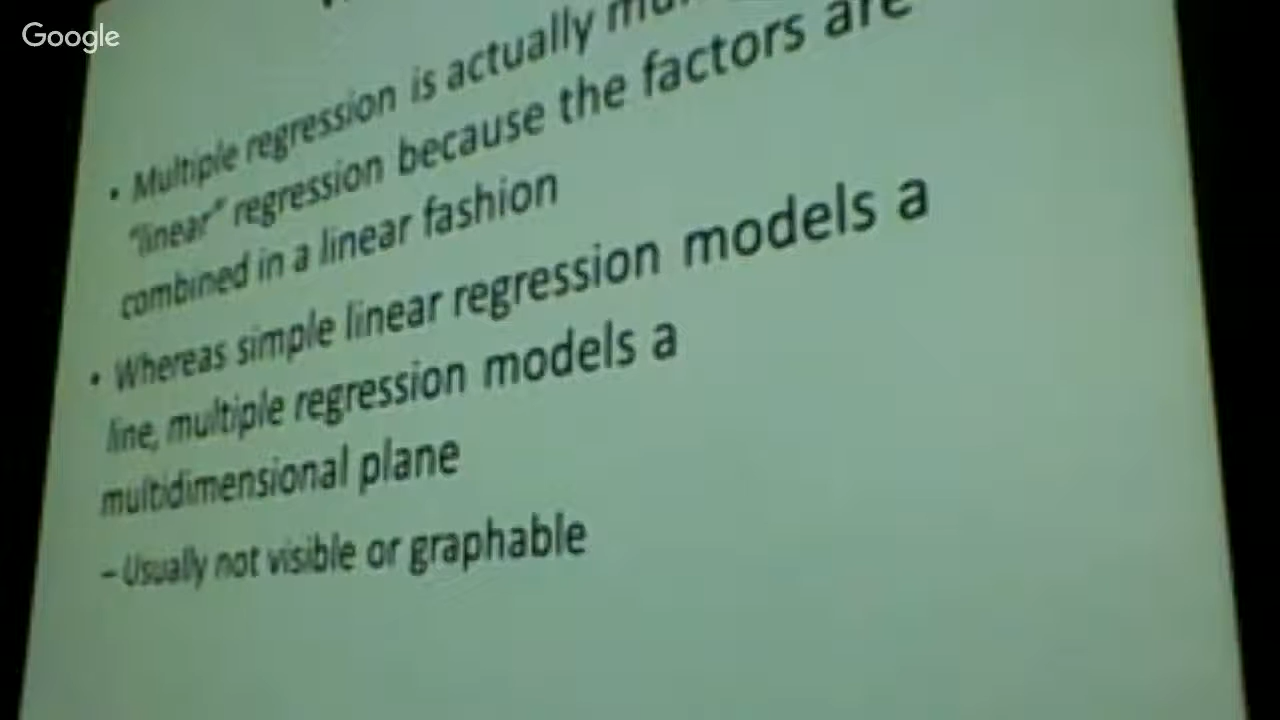 Google
• Multiple regression is actually
“linear” regression because the factors are
combined in a linear fashion
• Whereas simple linear regression models a
line, multiple regression models a
multidimensional plane
– Usually not visible or graphable